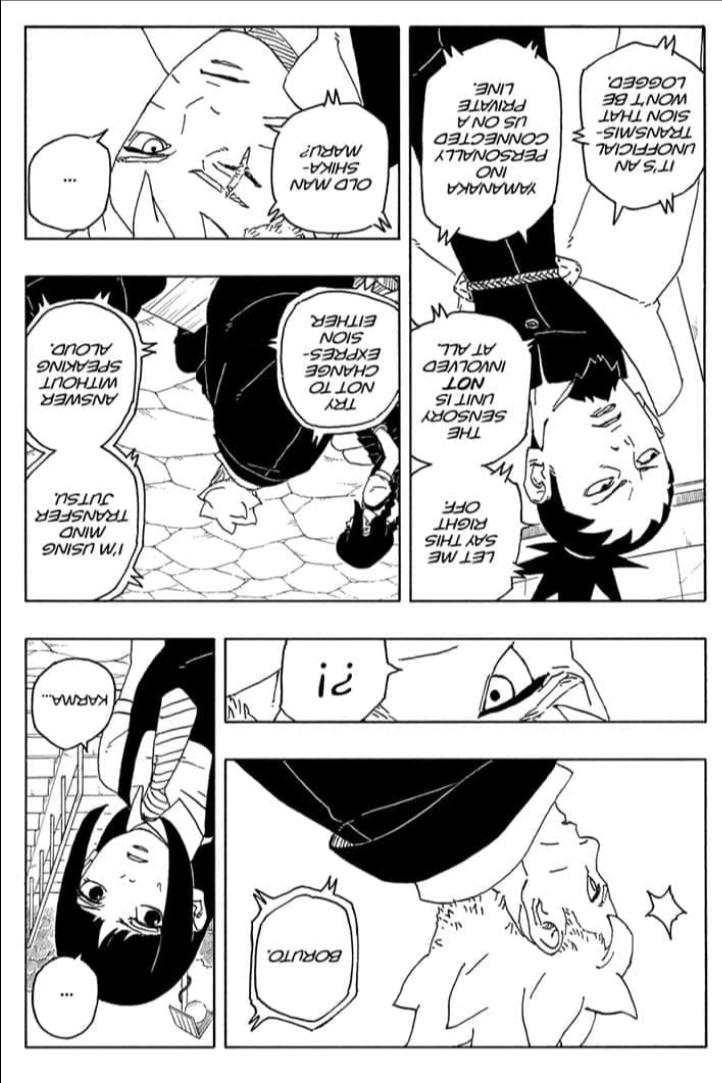 ...
KARMA...
BORUTO.
?!
I'M USING
MIND
TRANSFER
JUTSU.
ANSWER
WITHOUT
SPEAKING
ALOUD.
TRY
NOT TO
CHANGE
EXPRES-
SION
EITHER.
...
OLD MAN
SHIKA-
MARU?
LET ME
SAY THIS
RIGHT
OFF.
THE
SENSORY
UNIT IS
NOT
INVOLVED
AT ALL.
YAMANAKA
INO
PERSONALLY
CONNECTED
US ON A
PRIVATE
LINE.
IT'S AN
UNOFFICIAL
TRANSMIS-
SION THAT
WON'T BE
LOGGED.